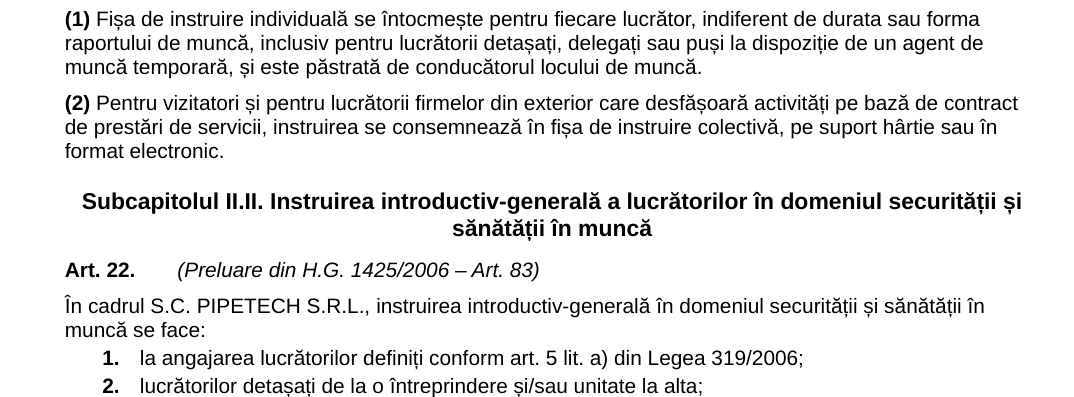 (1) Fișa de instruire individuală se întocmește pentru fiecare lucrător, indiferent de durata sau forma
raportului de muncă, inclusiv pentru lucrătorii detașați, delegați sau puși la dispoziție de un agent de
muncă temporară, și este păstrată de conducătorul locului de muncă.
(2) Pentru vizitatori și pentru lucrătorii firmelor din exterior care desfășoară activități pe bază de contract
de prestări de servicii, instruirea se consemnează în fișa de instruire colectivă, pe suport hârtie sau în
format electronic.
Subcapitolul II.II. Instruirea introductiv-generală a lucrătorilor în domeniul securității și
sănătății în muncă
Art. 22. (Preluare din H.G. 1425/2006 – Art. 83)
În cadrul S.C. PIPETECH S.R.L., instruirea introductiv-generală în domeniul securității și sănătății în
muncă se face:
1. la angajarea lucrătorilor definiți conform art. 5 lit. a) din Legea 319/2006;
2. lucrătorilor detașați de la o întreprindere și/sau unitate la alta;